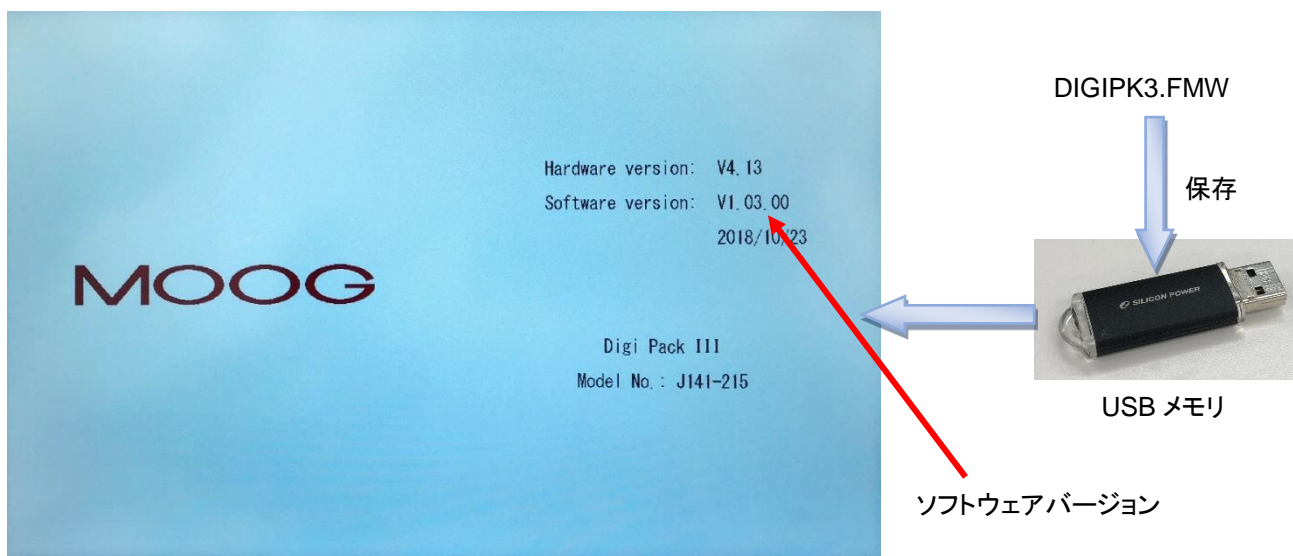 Hardware version: V4.13
Software version: V1.03.00
2018/10/23
MOOG
Digi Pack III
Model No.: J141-215
DIGIPK3.FMW
保存
SILICON POWER
USB メモリ
ソフトウェアバージョン